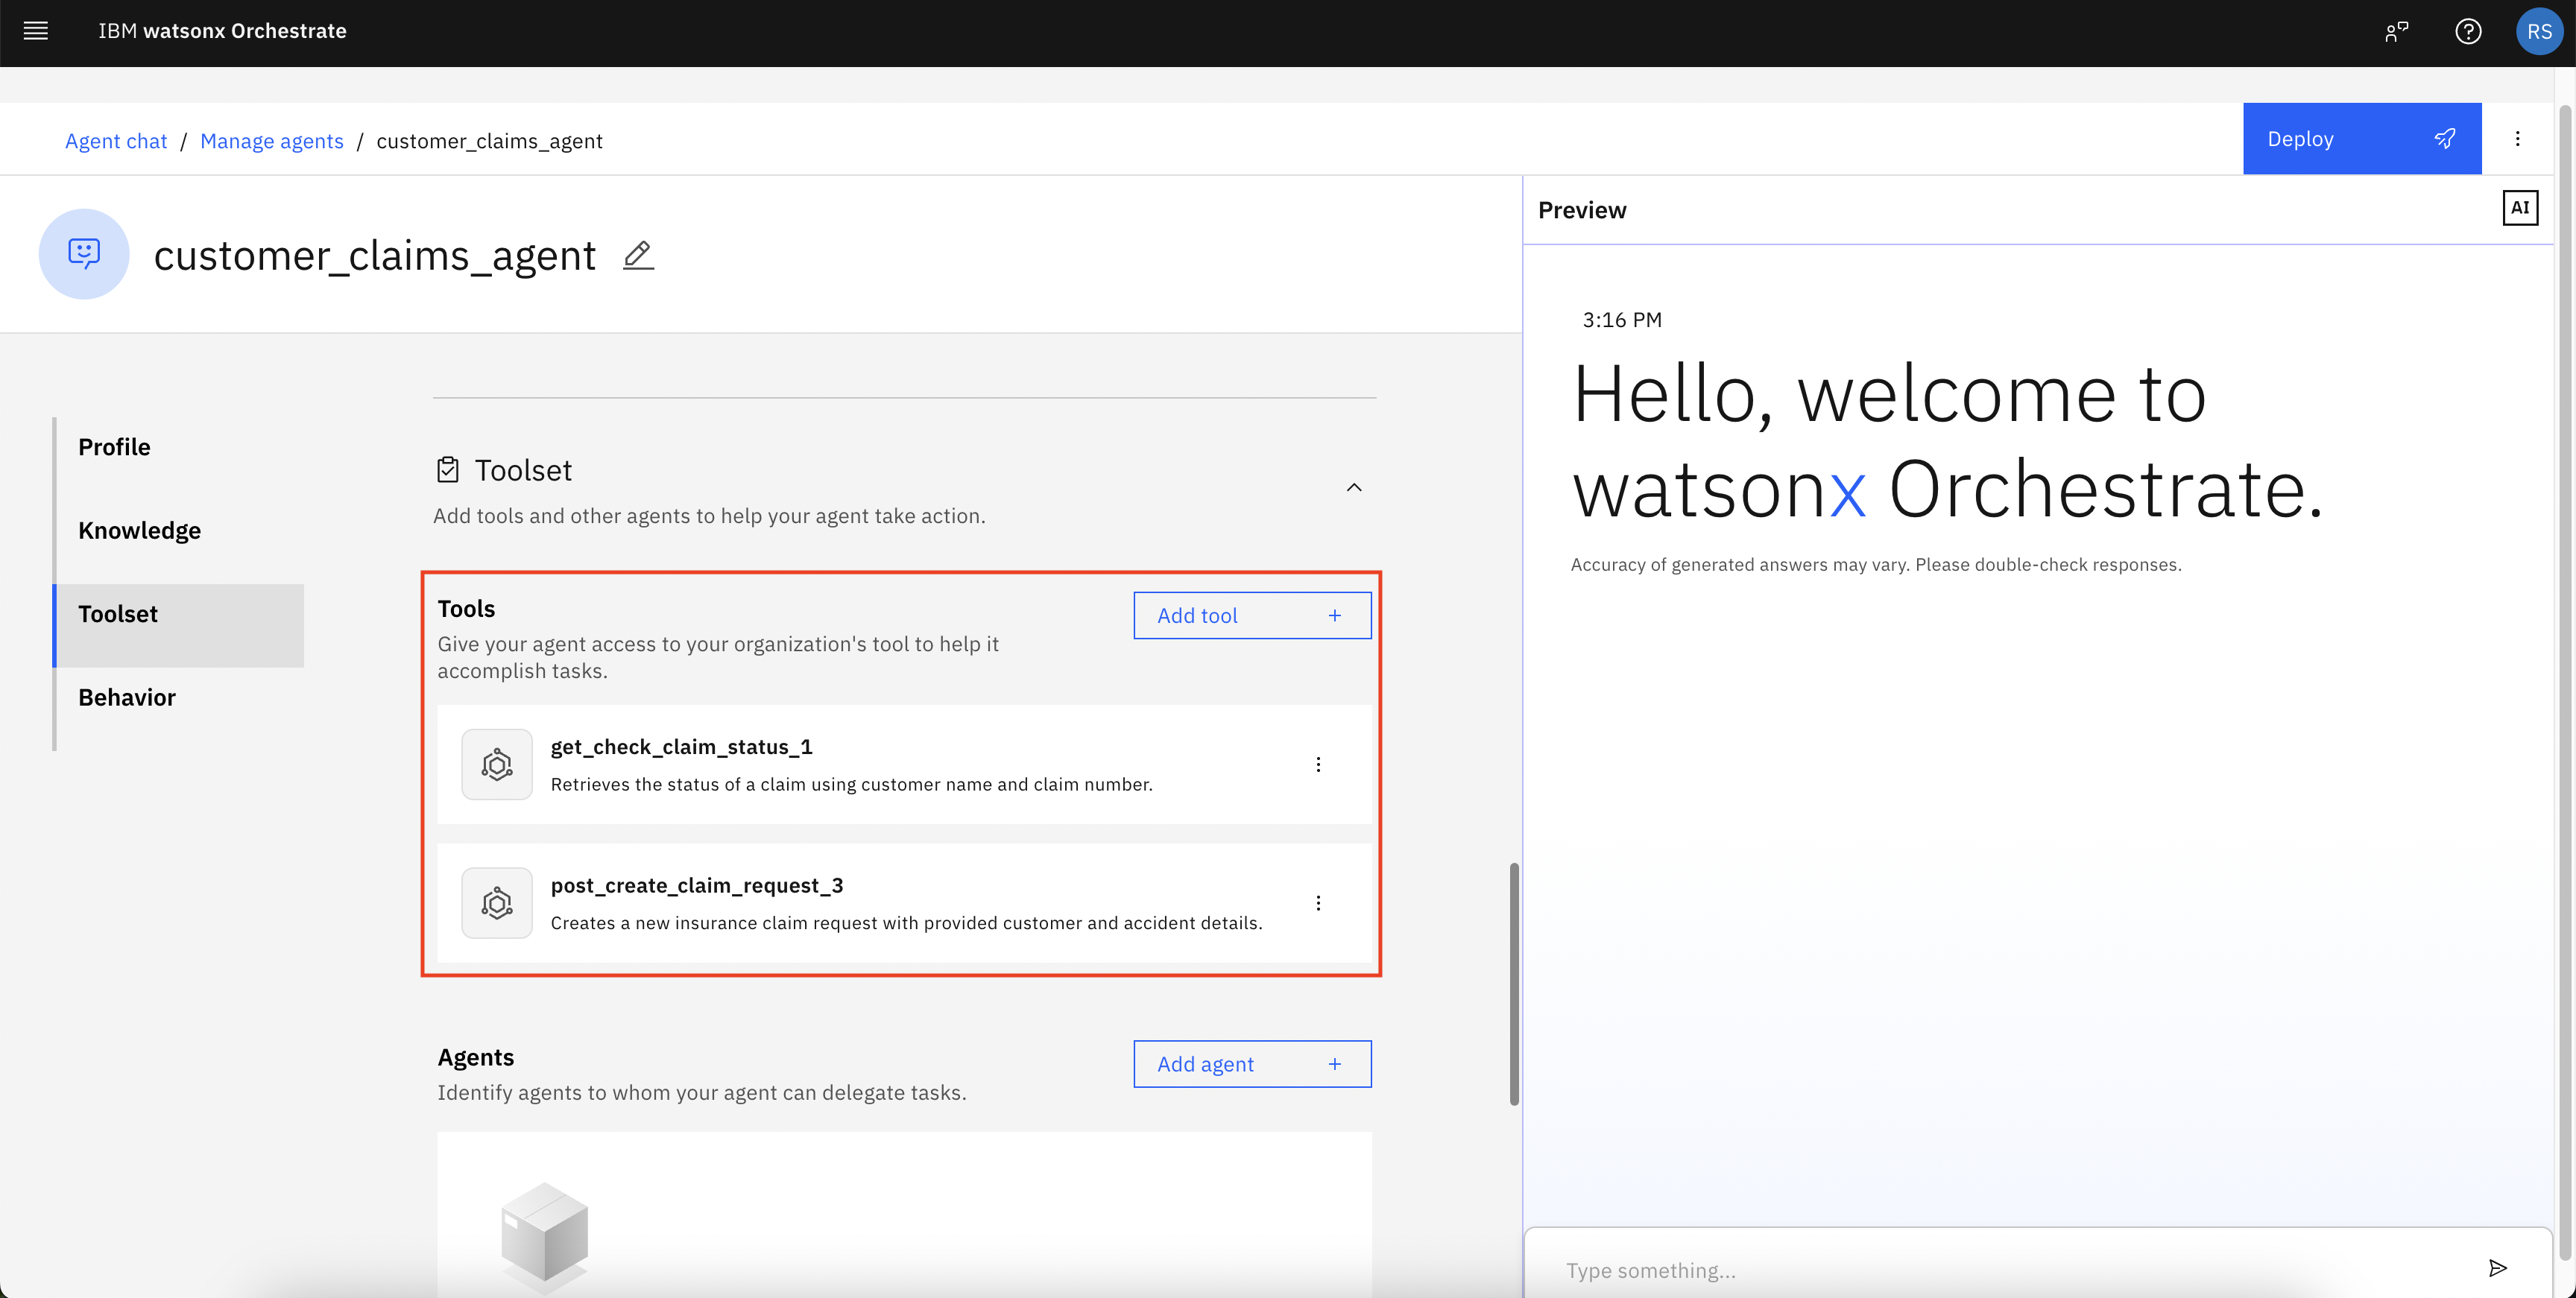 IBM watsonx Orchestrate
RS
Agent chat / Manage agents / customer_claims_agent
Deploy
customer_claims_agent
Profile
Knowledge
Toolset
Behavior
Toolset
Add tools and other agents to help your agent take action.
Tools
Add tool +
Give your agent access to your organization's tool to help it
accomplish tasks.
get_check_claim_status_1
Retrieves the status of a claim using customer name and claim number.
post_create_claim_request_3
Creates a new insurance claim request with provided customer and accident details.
Agents
Add agent +
Identify agents to whom your agent can delegate tasks.
Preview
AI
3:16 PM
Hello, welcome to
watsonx Orchestrate.
Accuracy of generated answers may vary. Please double-check responses.
Type something...